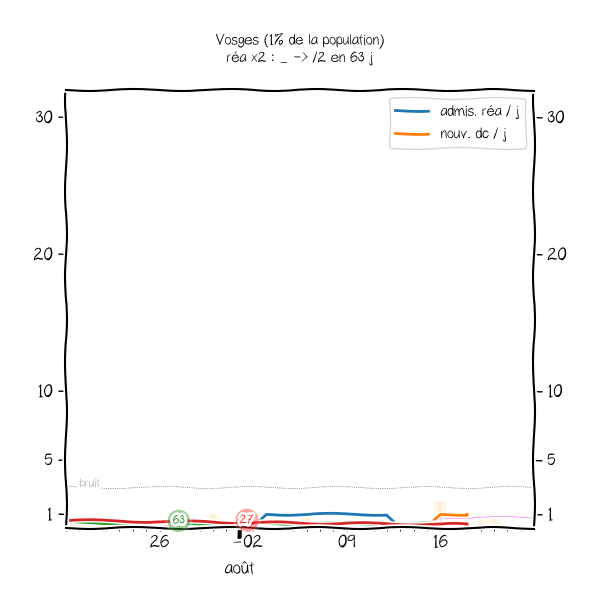 Vosges (1% de la population)
réa x2 : _ -> /2 en 63 j
admis. réa / j
nouv. dc / j
30 30
20 20
10 10
5 5
bruit
1 1
63 27
26 02 09 16
août